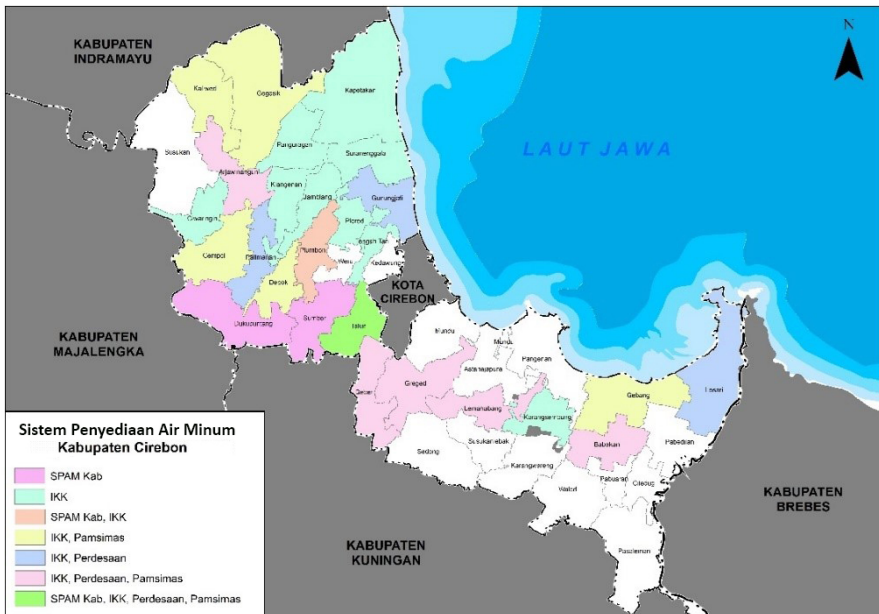 KABUPATEN
INDRAMAYU
N
Kaliwedi
Gegesik
Kapetakan
Susukan
Panguragan
Suranenggala
LAUT JAWA
Arjawinangun
Klangenan
Jamblang
Gunungjati
Ciwaringin
Plered
Palimanan
Plumbon
Tengah Tani
Gempol
Weru
Kedawung
Depok
KOTA
CIREBON
KABUPATEN
MAJALENGKA
Dukupuntang
Sumber
Talun
Mundu
Mundu
Astanajapura
Pangenan
Beber
Greged
Gebang
Losari
Lemahabang
Karangsembung
Babakan
Pabedilan
Sedong
Susukanlebak
Karangwareng
Waled
Pabuaran
Ciledug
Pasaleman
KABUPATEN
BREBES
KABUPATEN
KUNINGAN
Sistem Penyediaan Air Minum
Kabupaten Cirebon
SPAM Kab
IKK
SPAM Kab, IKK
IKK, Pamsimas
IKK, Perdesaan
IKK, Perdesaan, Pamsimas
SPAM Kab, IKK, Perdesaan, Pamsimas